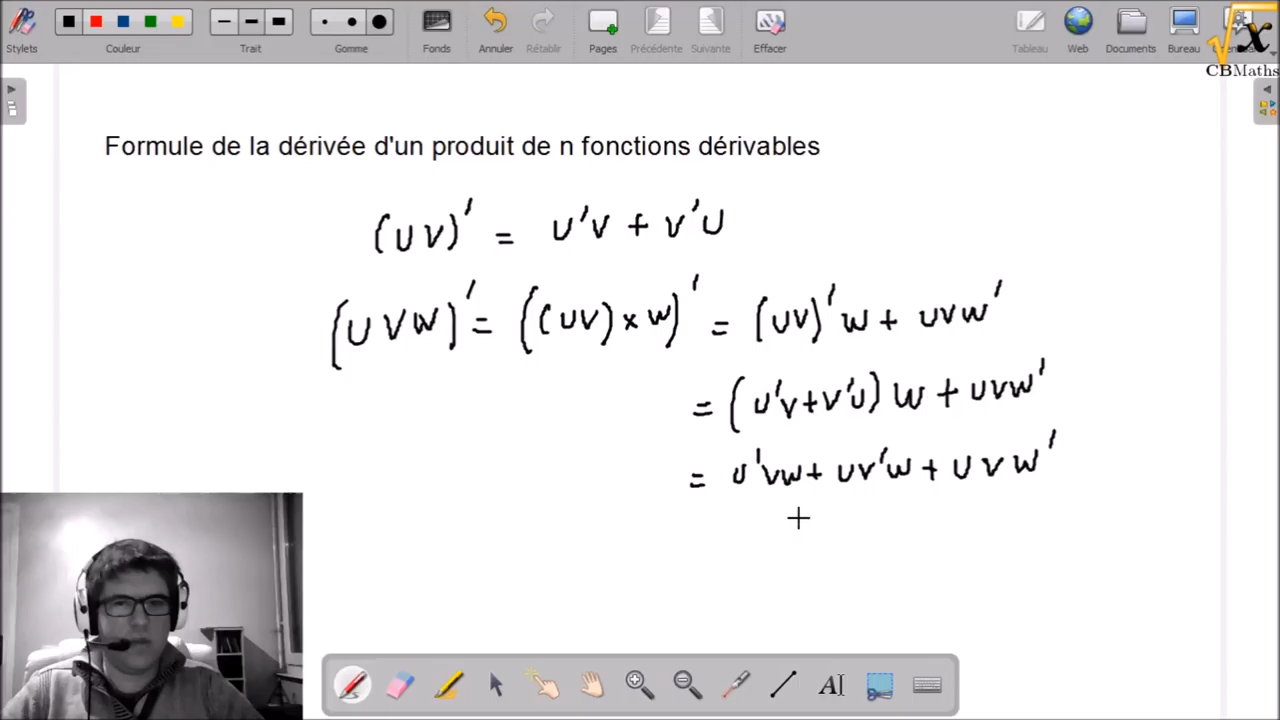 Stylets Couleur Trait Gomme Fonds Annuler Rétablir Pages Précédente Suivante Effacer Tableau Web Documents Bureau
√x
CBMaths
Formule de la dérivée d'un produit de n fonctions dérivables
(UV)' = U'V + V'U
(UVW)' = ((UV)×W)' = (UV)'W + UVW'
= (U'V+V'U)W + UVW'
= U'VW + UV'W + UVW'
AI